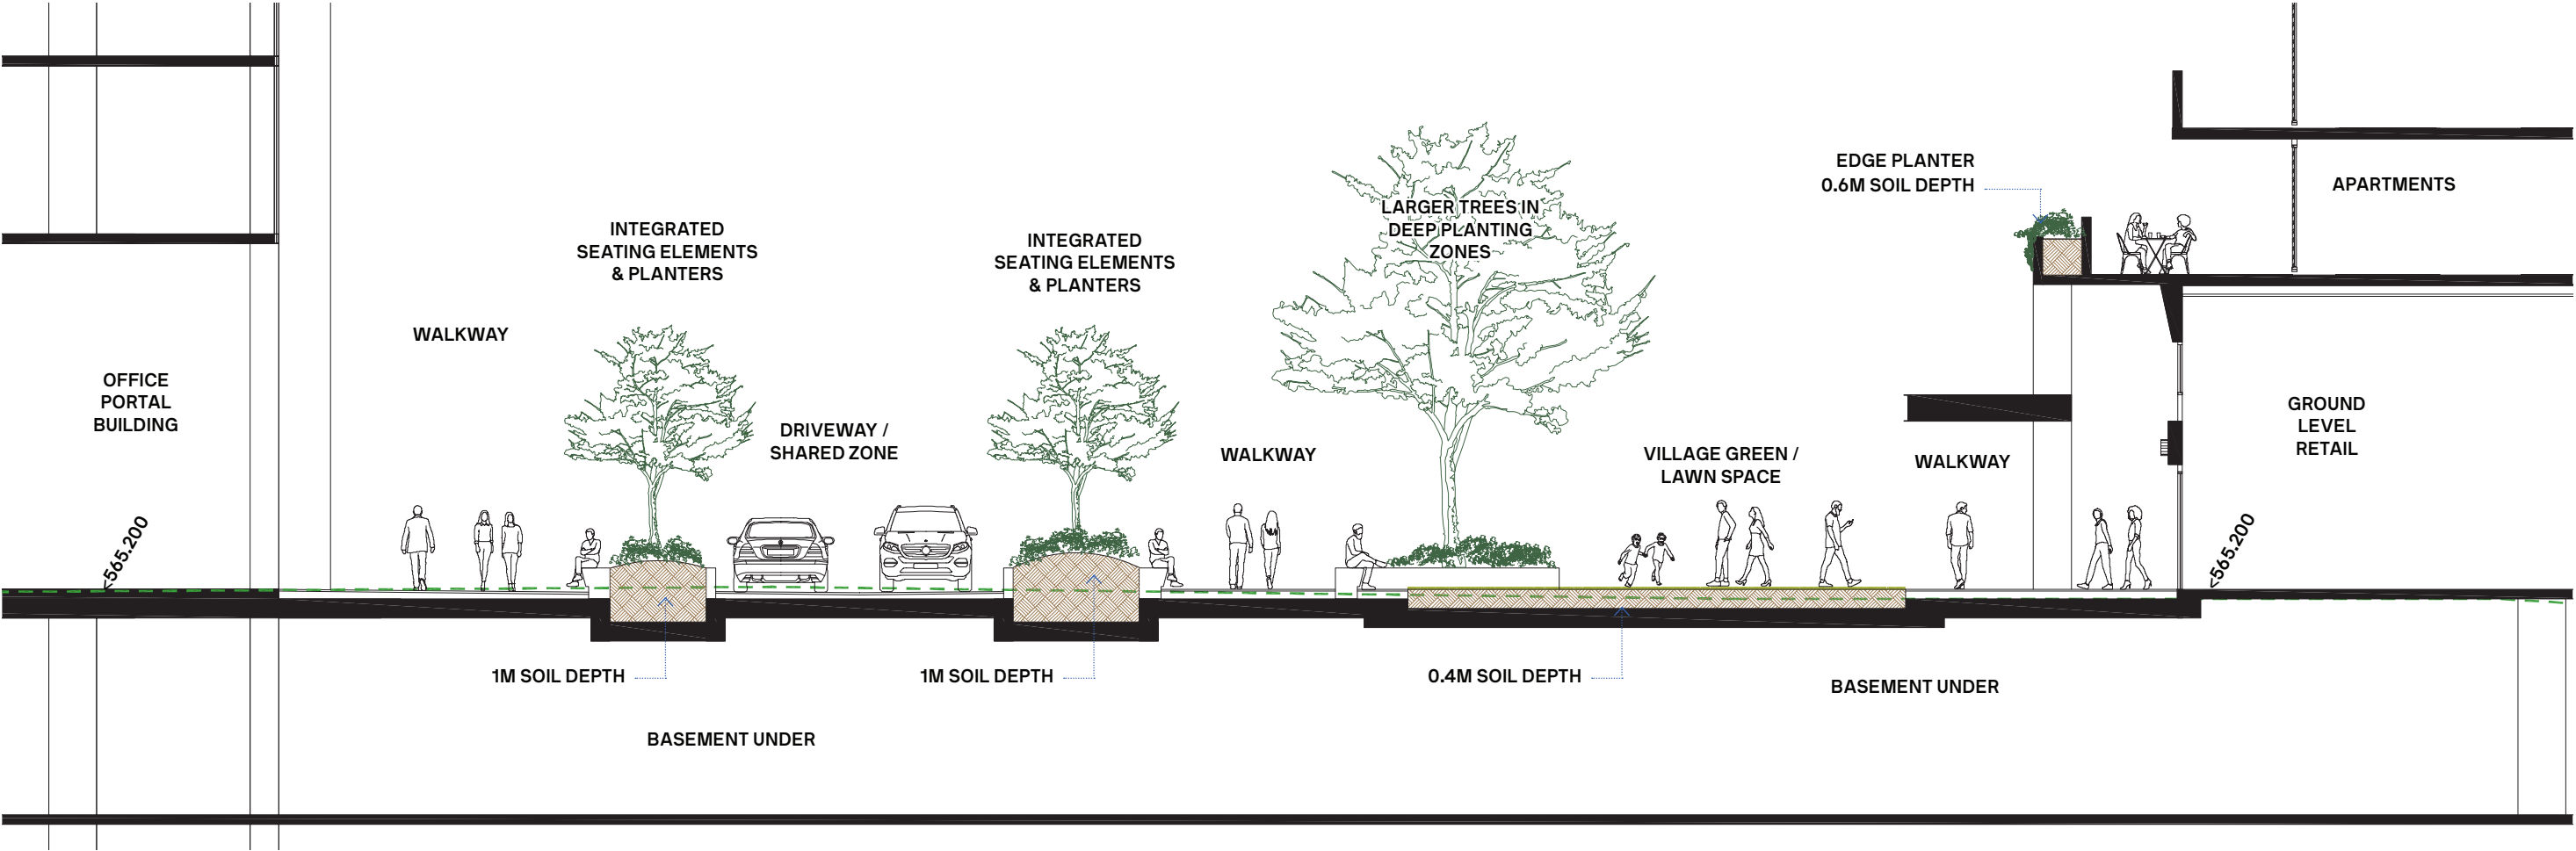 OFFICE
PORTAL
BUILDING
<565.200
WALKWAY
INTEGRATED
SEATING ELEMENTS
& PLANTERS
DRIVEWAY /
SHARED ZONE
INTEGRATED
SEATING ELEMENTS
& PLANTERS
WALKWAY
LARGER TREES IN
DEEP PLANTING
ZONES
VILLAGE GREEN /
LAWN SPACE
EDGE PLANTER
0.6M SOIL DEPTH
WALKWAY
APARTMENTS
GROUND
LEVEL
RETAIL
<565.200
1M SOIL DEPTH
1M SOIL DEPTH
0.4M SOIL DEPTH
BASEMENT UNDER
BASEMENT UNDER